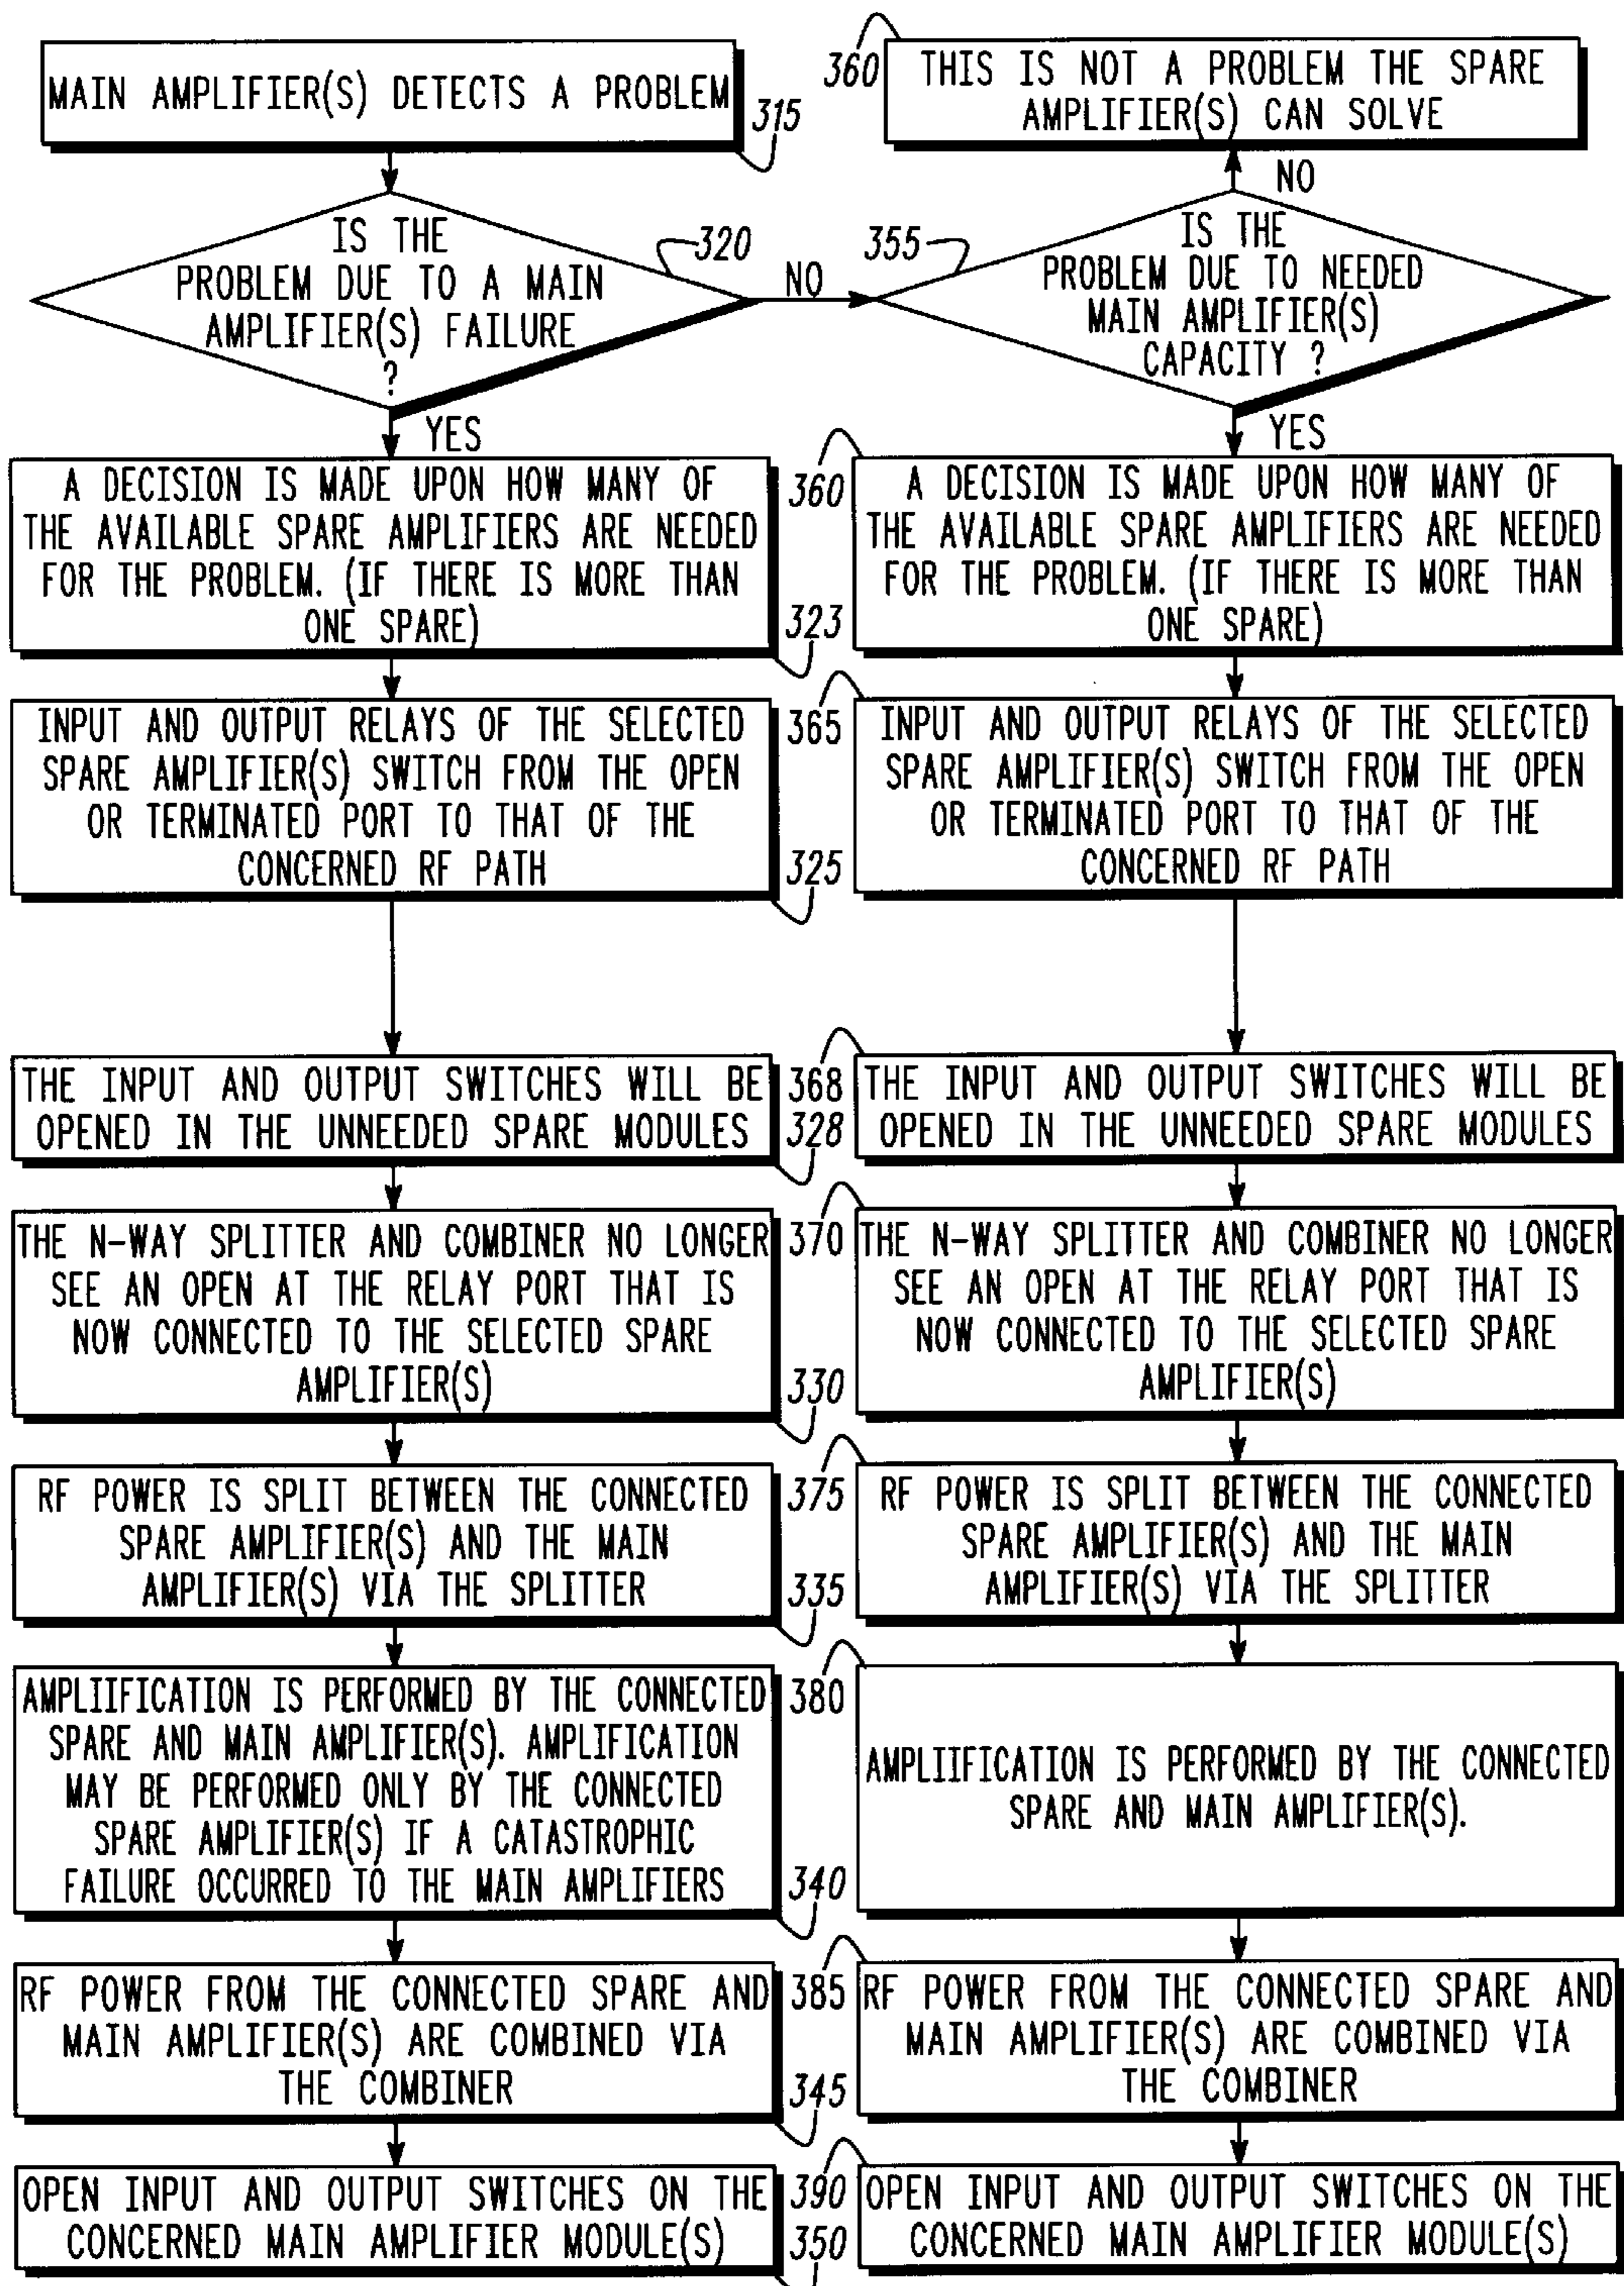 MAIN AMPLIFIER(S) DETECTS A PROBLEM
315
IS THE
PROBLEM DUE TO A MAIN
AMPLIFIER(S) FAILURE
?
320
NO
YES
A DECISION IS MADE UPON HOW MANY OF
THE AVAILABLE SPARE AMPLIFIERS ARE NEEDED
FOR THE PROBLEM. (IF THERE IS MORE THAN
ONE SPARE)
323
INPUT AND OUTPUT RELAYS OF THE SELECTED
SPARE AMPLIFIER(S) SWITCH FROM THE OPEN
OR TERMINATED PORT TO THAT OF THE
CONCERNED RF PATH
325
THE INPUT AND OUTPUT SWITCHES WILL BE
OPENED IN THE UNNEEDED SPARE MODULES
328
THE N-WAY SPLITTER AND COMBINER NO LONGER
SEE AN OPEN AT THE RELAY PORT THAT IS
NOW CONNECTED TO THE SELECTED SPARE
AMPLIFIER(S)
330
RF POWER IS SPLIT BETWEEN THE CONNECTED
SPARE AMPLIFIER(S) AND THE MAIN
AMPLIFIER(S) VIA THE SPLITTER
335
AMPLIIFICATION IS PERFORMED BY THE CONNECTED
SPARE AND MAIN AMPLIFIER(S). AMPLIFICATION
MAY BE PERFORMED ONLY BY THE CONNECTED
SPARE AMPLIFIER(S) IF A CATASTROPHIC
FAILURE OCCURRED TO THE MAIN AMPLIFIERS
340
RF POWER FROM THE CONNECTED SPARE AND
MAIN AMPLIFIER(S) ARE COMBINED VIA
THE COMBINER
345
OPEN INPUT AND OUTPUT SWITCHES ON THE
CONCERNED MAIN AMPLIFIER MODULE(S)
350
360
THIS IS NOT A PROBLEM THE SPARE
AMPLIFIER(S) CAN SOLVE
NO
355
IS THE
PROBLEM DUE TO NEEDED
MAIN AMPLIFIER(S)
CAPACITY ?
YES
360
A DECISION IS MADE UPON HOW MANY OF
THE AVAILABLE SPARE AMPLIFIERS ARE NEEDED
FOR THE PROBLEM. (IF THERE IS MORE THAN
ONE SPARE)
365
INPUT AND OUTPUT RELAYS OF THE SELECTED
SPARE AMPLIFIER(S) SWITCH FROM THE OPEN
OR TERMINATED PORT TO THAT OF THE
CONCERNED RF PATH
368
THE INPUT AND OUTPUT SWITCHES WILL BE
OPENED IN THE UNNEEDED SPARE MODULES
370
THE N-WAY SPLITTER AND COMBINER NO LONGER
SEE AN OPEN AT THE RELAY PORT THAT IS
NOW CONNECTED TO THE SELECTED SPARE
AMPLIFIER(S)
375
RF POWER IS SPLIT BETWEEN THE CONNECTED
SPARE AMPLIFIER(S) AND THE MAIN
AMPLIFIER(S) VIA THE SPLITTER
380
AMPLIIFICATION IS PERFORMED BY THE CONNECTED
SPARE AND MAIN AMPLIFIER(S).
385
RF POWER FROM THE CONNECTED SPARE AND
MAIN AMPLIFIER(S) ARE COMBINED VIA
THE COMBINER
390
OPEN INPUT AND OUTPUT SWITCHES ON THE
CONCERNED MAIN AMPLIFIER MODULE(S)